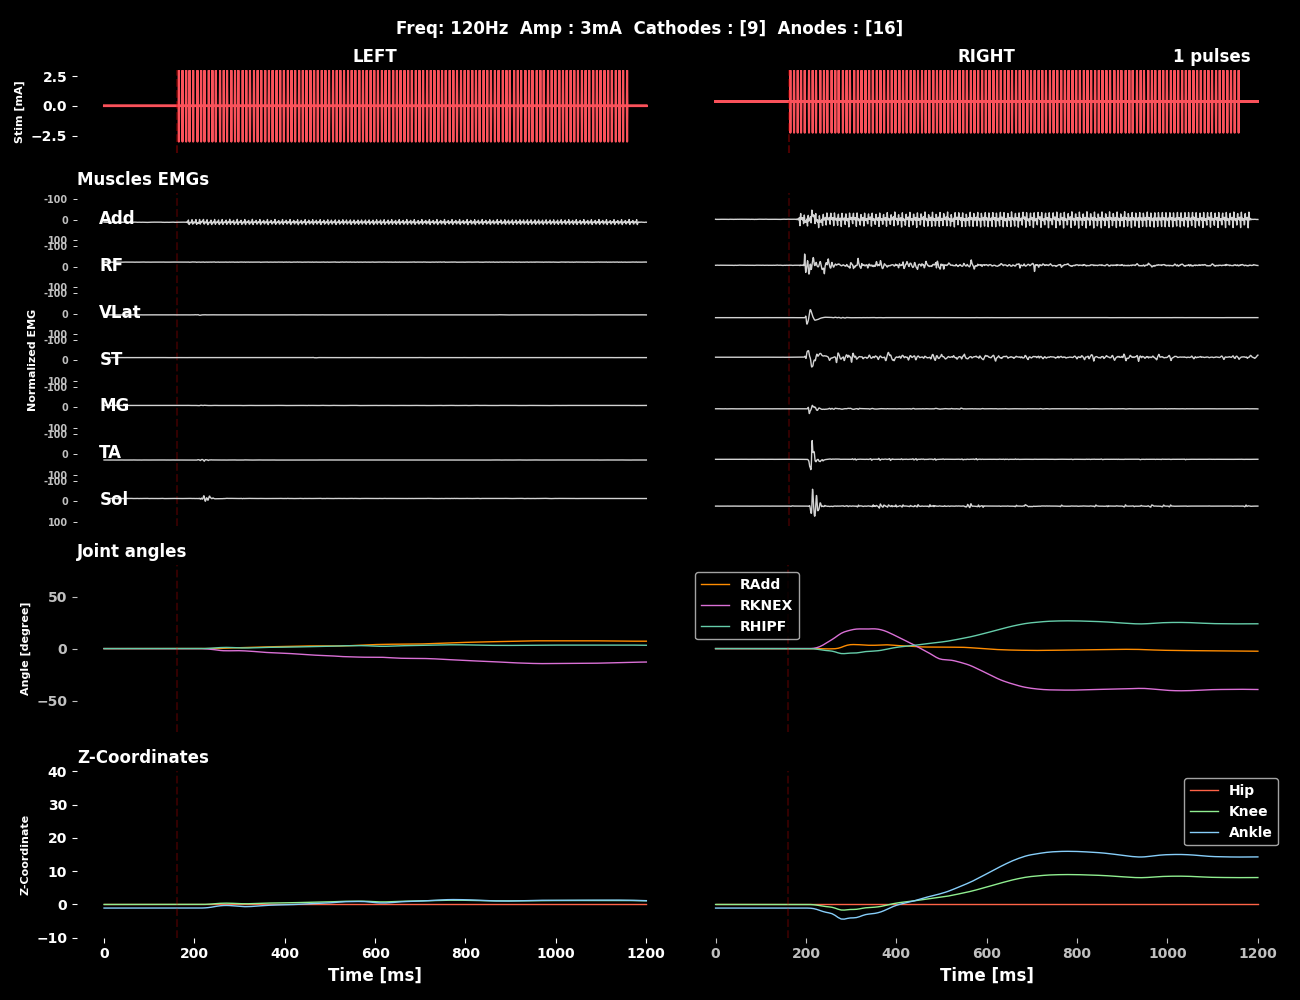 Freq: 120Hz  Amp : 3mA  Cathodes : [9]  Anodes : [16]
LEFT
RIGHT
1 pulses
2.5
0.0
−2.5
Stim [mA]
Muscles EMGs
Normalized EMG
-100
Add
0
100
-100
RF
0
100
-100
VLat
0
100
-100
ST
0
100
-100
MG
0
100
-100
TA
0
100
-100
Sol
0
100
Joint angles
50
0
−50
Angle [degree]
RAdd
RKNEX
RHIPF
Z-Coordinates
40
30
20
10
0
−10
Z-Coordinate
Hip
Knee
Ankle
0 200 400 600 800 1000 1200
0 200 400 600 800 1000 1200
Time [ms]
Time [ms]